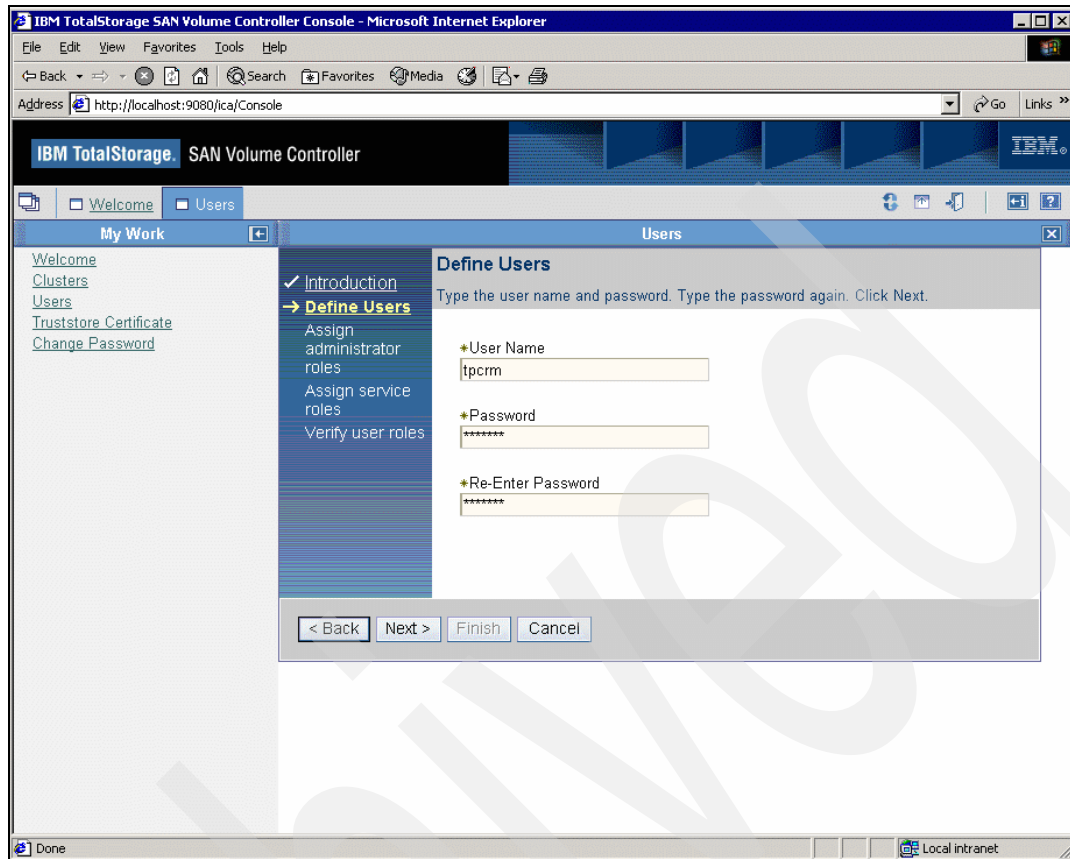 IBM TotalStorage SAN Volume Controller Console - Microsoft Internet Explorer
File Edit View Favorites Tools Help
Back Search Favorites Media
Address http://localhost:9080/ica/Console Go Links »
IBM TotalStorage. SAN Volume Controller IBM®
Welcome Users
My Work Users
Welcome
Clusters
Users
Truststore Certificate
Change Password
Introduction
Define Users
Assign
administrator
roles
Assign service
roles
Verify user roles
Define Users
Type the user name and password. Type the password again. Click Next.
*User Name
tpcrm
*Password
*******
*Re-Enter Password
*******
< Back Next > Finish Cancel
Done Local intranet